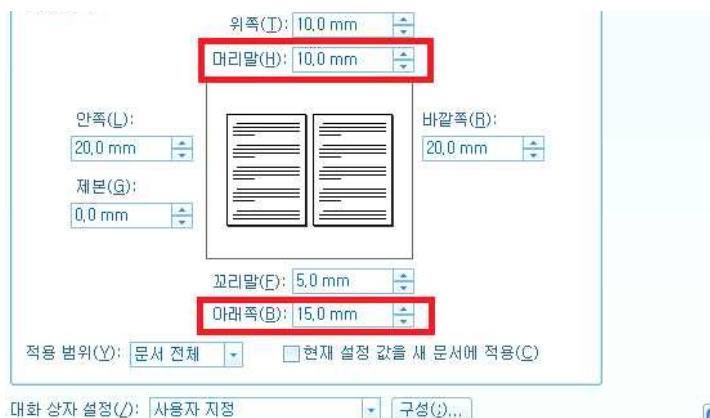 위쪽(T): 10,0 mm
머리말(H): 10,0 mm
안쪽(L): 바깥쪽(R):
20,0 mm 20,0 mm
제본(G):
0,0 mm
꼬리말(F): 5,0 mm
아래쪽(B): 15,0 mm
적용 범위(Y): 문서 전체 현재 설정 값을 새 문서에 적용(C)
대화 상자 설정(/): 사용자 지정 구성(;)...